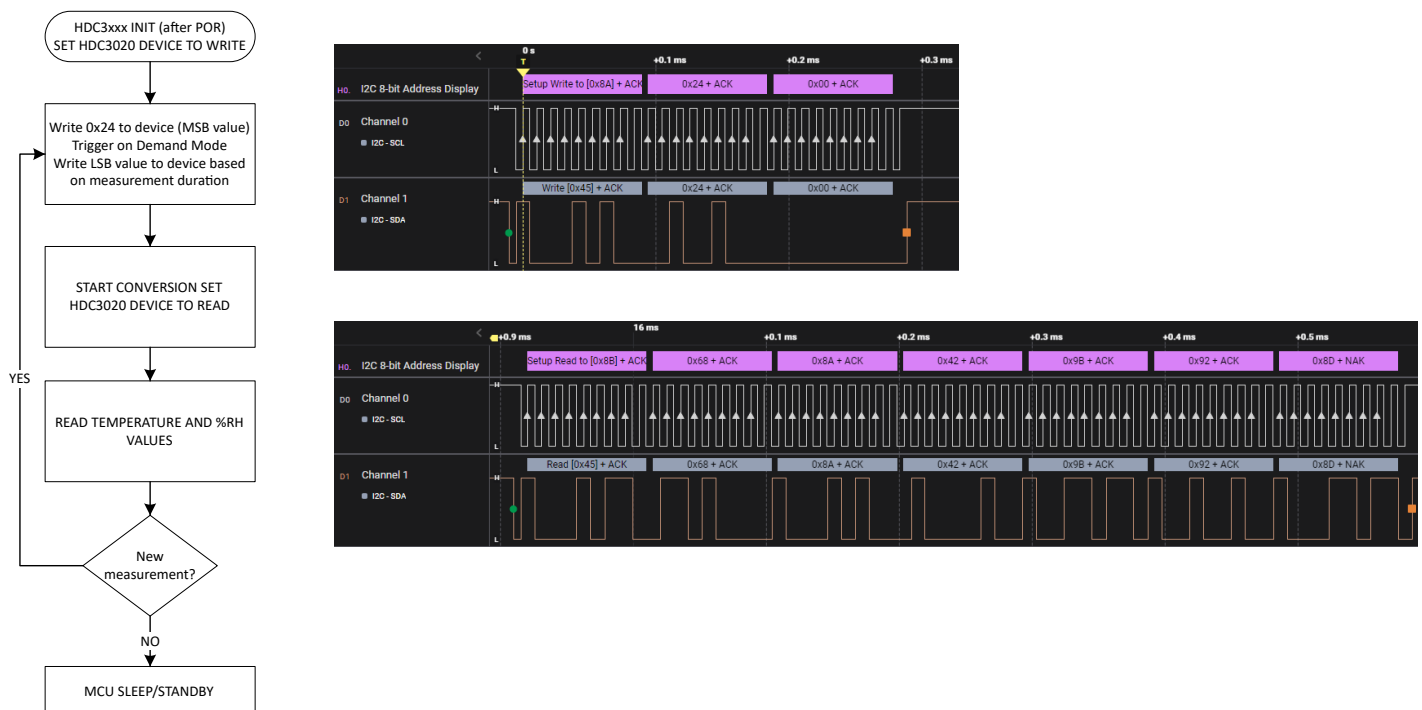 HDC3xxx INIT (after POR)
SET HDC3020 DEVICE TO WRITE
Write 0x24 to device (MSB value)
Trigger on Demand Mode
Write LSB value to device based
on measurement duration
START CONVERSION SET
HDC3020 DEVICE TO READ
YES
READ TEMPERATURE AND %RH
VALUES
New
measurement?
NO
MCU SLEEP/STANDBY
0 s
T
+0.1 ms
+0.2 ms
+0.3 ms
H0. I2C 8-bit Address Display
Setup Write to [0x8A] + ACK
0x24 + ACK
0x00 + ACK
D0 Channel 0
I2C - SCL
H
L
Write [0x45] + ACK
0x24 + ACK
0x00 + ACK
D1 Channel 1
I2C - SDA
H
L
16 ms
+0.9 ms
+0.1 ms
+0.2 ms
+0.3 ms
+0.4 ms
+0.5 ms
H0. I2C 8-bit Address Display
Setup Read to [0x8B] + ACK
0x68 + ACK
0x8A + ACK
0x42 + ACK
0x9B + ACK
0x92 + ACK
0x8D + NAK
D0 Channel 0
I2C - SCL
H
L
Read [0x45] + ACK
0x68 + ACK
0x8A + ACK
0x42 + ACK
0x9B + ACK
0x92 + ACK
0x8D + NAK
D1 Channel 1
I2C - SDA
H
L